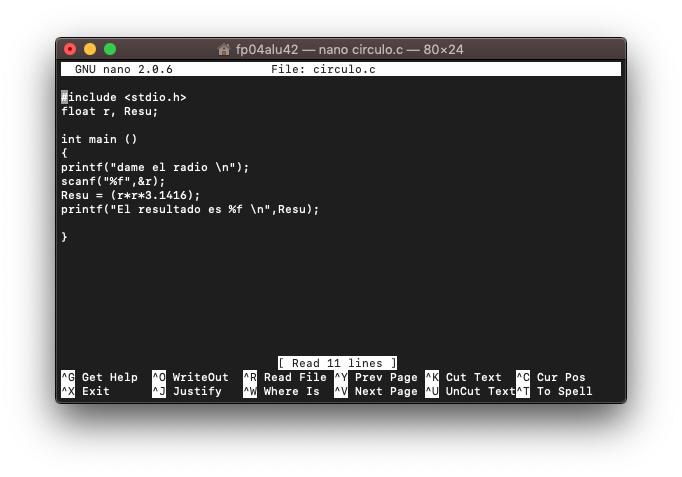 fp04alu42 — nano circulo.c — 80×24
GNU nano 2.0.6 File: circulo.c
#include <stdio.h>
float r, Resu;
int main ()
{
printf("dame el radio \n");
scanf("%f",&r);
Resu = (r*r*3.1416);
printf("El resultado es %f \n",Resu);
}
[ Read 11 lines ]
^G Get Help ^O WriteOut ^R Read File ^Y Prev Page ^K Cut Text ^C Cur Pos
^X Exit ^J Justify ^W Where Is ^V Next Page ^U UnCut Text^T To Spell